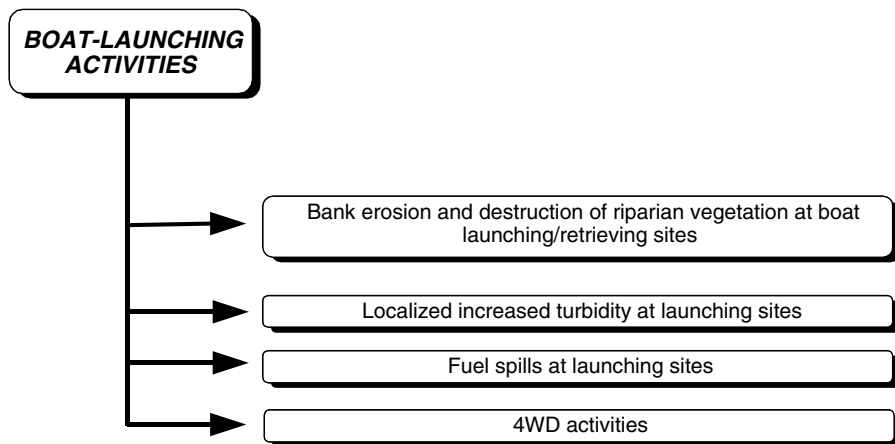 BOAT-LAUNCHING
ACTIVITIES
Bank erosion and destruction of riparian vegetation at boat
launching/retrieving sites
Localized increased turbidity at launching sites
Fuel spills at launching sites
4WD activities